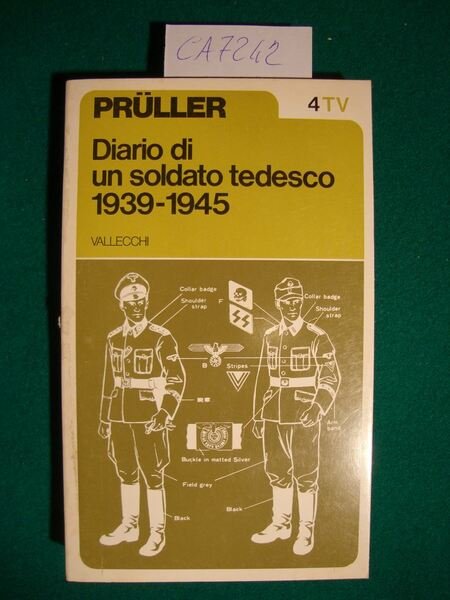 CA7242
PRÜLLER
4TV
Diario di
un soldato tedesco
1939-1945
VALLECCHI
Collar badge
Shoulder
strap
F
Collar badge
Shoulder
strap
B
Stripes
Arm
band
Buckle in matted Silver
Field grey
Black
Black